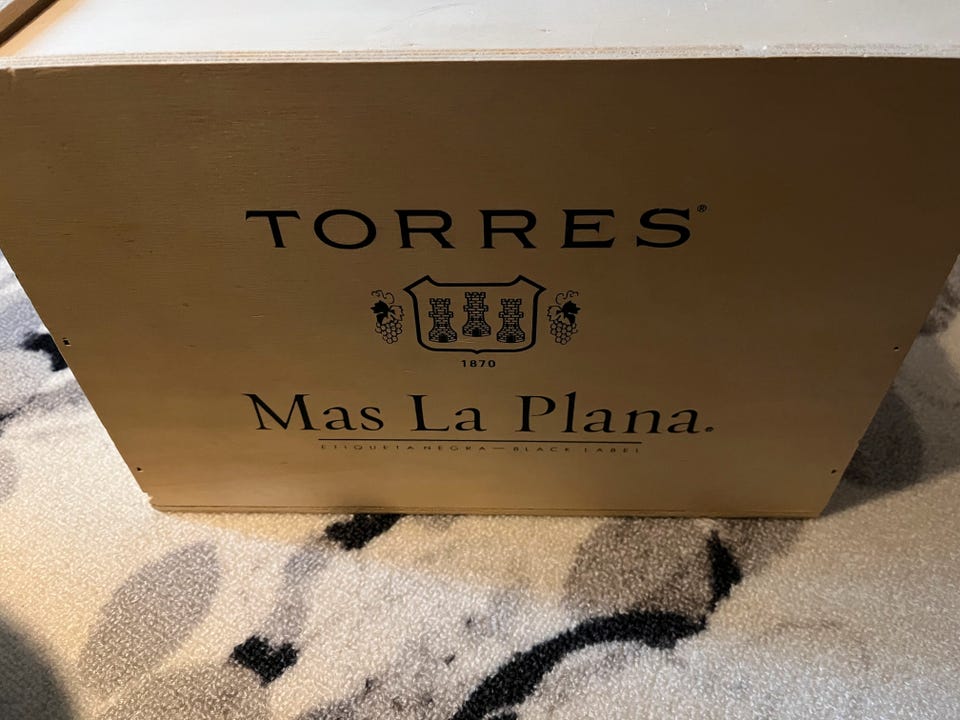 TORRES®
1870
Mas La Plana®
ETIQUETA NEGRA — BLACK LABEL